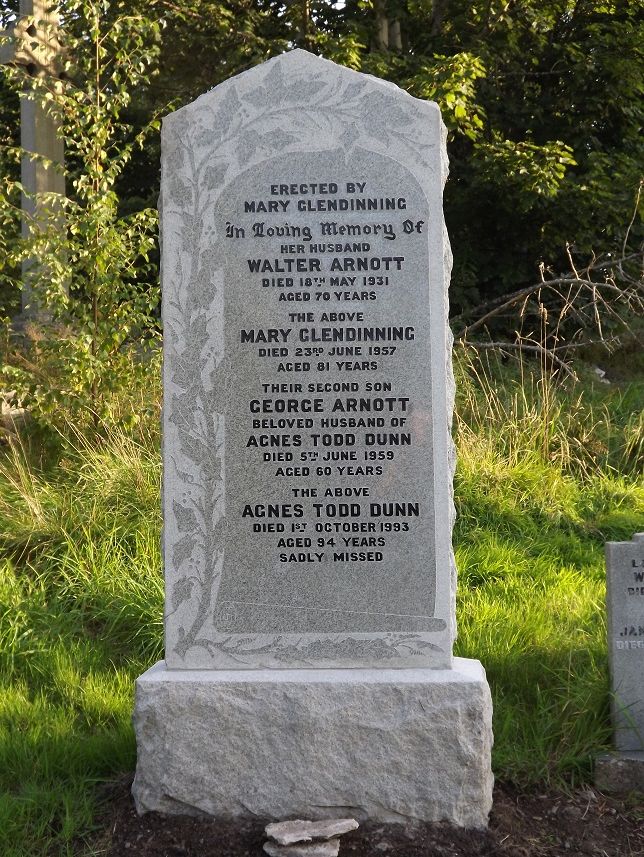 ERECTED BY
MARY GLENDINNING
In Loving Memory Of
HER HUSBAND
WALTER ARNOTT
DIED 18TH MAY 1931
AGED 70 YEARS
THE ABOVE
MARY GLENDINNING
DIED 23RD JUNE 1957
AGED 81 YEARS
THEIR SECOND SON
GEORGE ARNOTT
BELOVED HUSBAND OF
AGNES TODD DUNN
DIED 5TH JUNE 1959
AGED 60 YEARS
THE ABOVE
AGNES TODD DUNN
DIED 1ST OCTOBER 1993
AGED 94 YEARS
SADLY MISSED